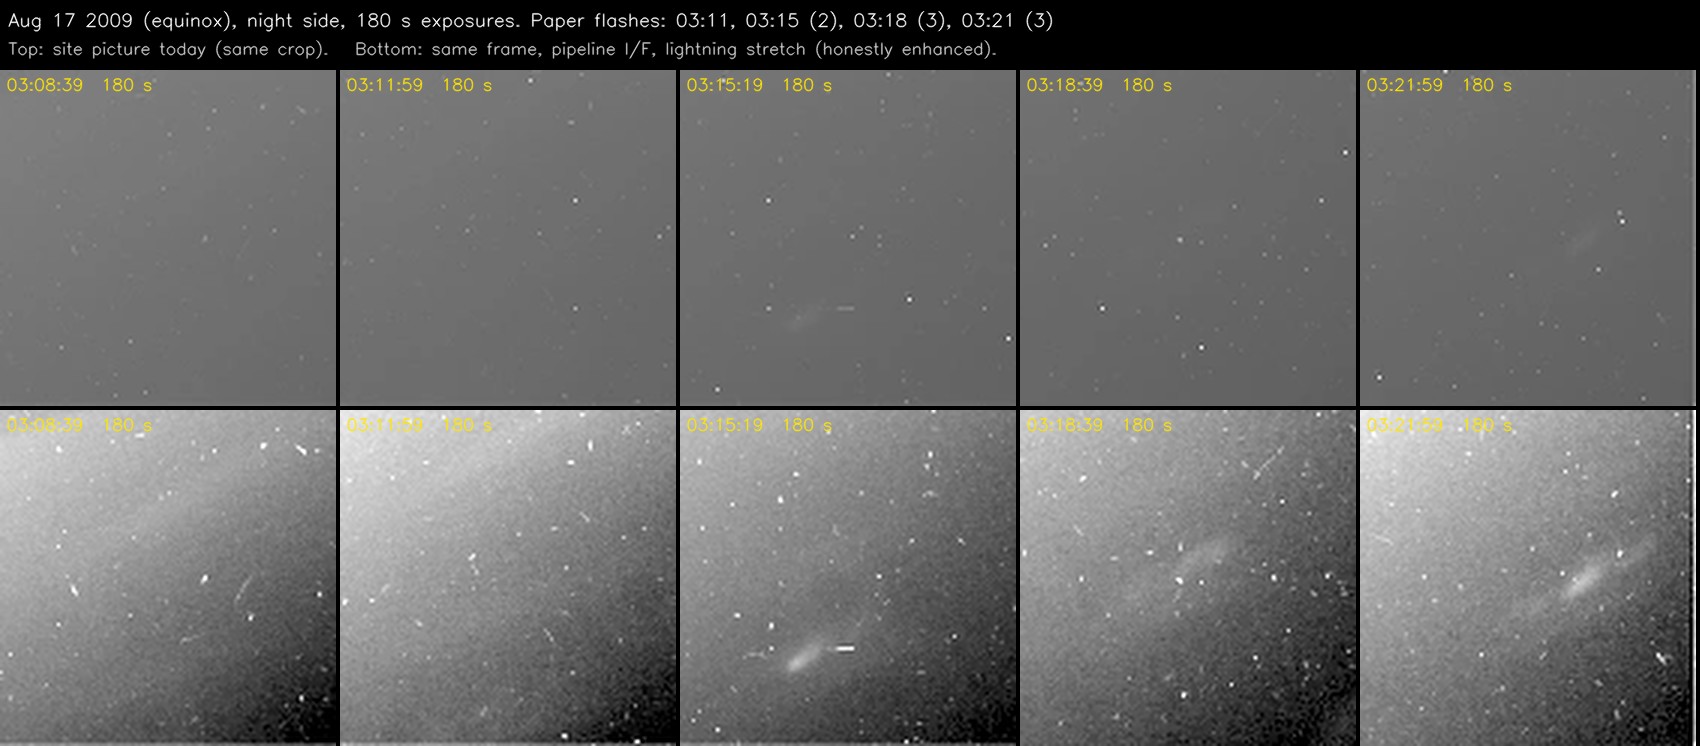 Aug 17 2009 (equinox), night side, 180 s exposures. Paper flashes: 03:11, 03:15 (2), 03:18 (3), 03:21 (3)
Top: site picture today (same crop). Bottom: same frame, pipeline I/F, lightning stretch (honestly enhanced).
03:08:39 180 s
03:11:59 180 s
03:15:19 180 s
03:18:39 180 s
03:21:59 180 s
03:08:39 180 s
03:11:59 180 s
03:15:19 180 s
03:18:39 180 s
03:21:59 180 s